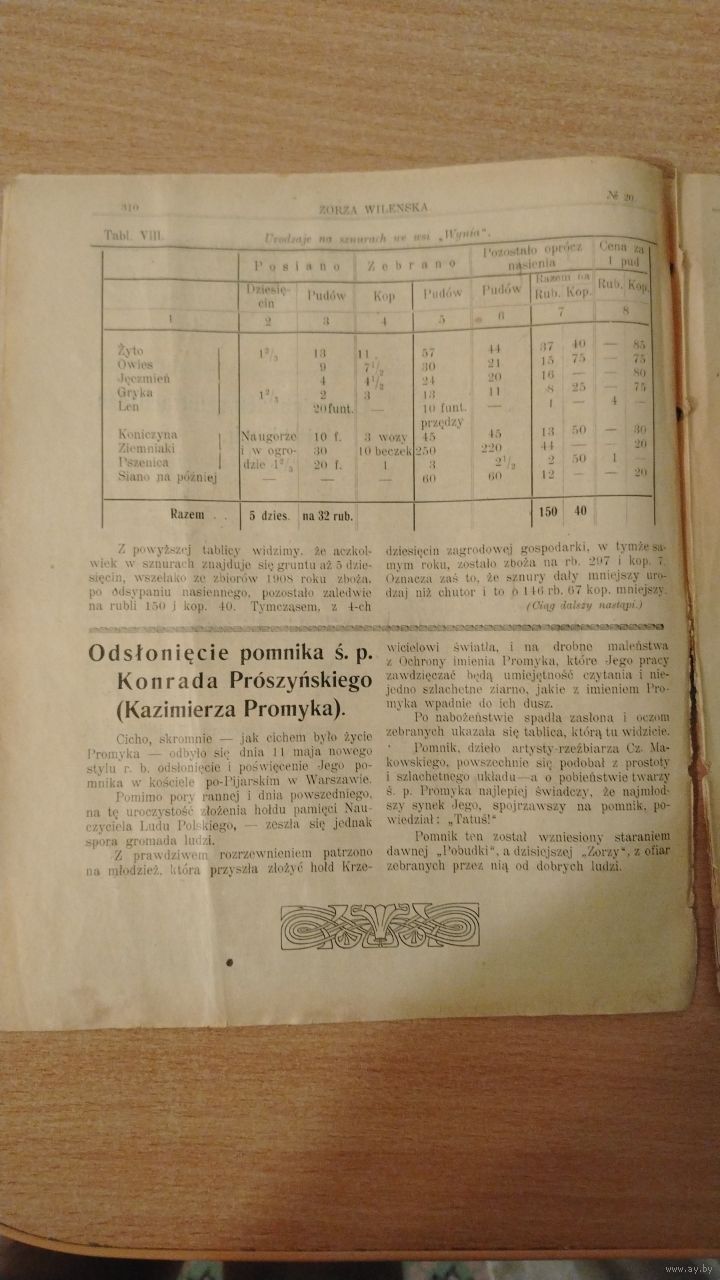 310 ZORZA WILEŃSKA. № 20
Tabl. VIII. Urodzaje na sznurach we wsi „Wynia“.
Posiano Zebrano Pozostało oprócz nasienia Cena za 1 pud
Dziesięcin Pudów Kop Pudów Pudów Razem na Rub. Kop. Rub. Kop.
1 2 3 4 5 6 7 8
Żyto 1²/₃ 13 11 57 44 37 40 — 85
Owies 9 7¹/₂ 30 21 15 75 — 75
Jęczmień 4 4¹/₂ 24 20 16 — — 80
Gryka 1²/₃ 2 3 13 11 8 25 — 75
Len 20 funt. — 10 funt. — 1 — 4 —
przędzy
Koniczyna Na ugorze 10 f. 3 wozy 45 45 13 50 — 30
Ziemniaki i w ogro- 30 10 beczek 250 220 44 — — 20
Pszenica dzie 1²/₃ 20 f. 1 3 2¹/₂ 2 50 1 —
Siano na później — — — 60 60 12 — — 20
Razem . . 5 dzies. na 32 rub. 150 40
Z powyższej tablicy widzimy, że aczkol-
wiek w sznurach znajduje się gruntu aż 5 dzie-
sięcin, wszelako ze zbiorów 1908 roku zboża,
po odsypaniu nasiennego, pozostało zaledwie
na rubli 150 j kop. 40. Tymczasem, z 4-ch
dziesięcin zagrodowej gospodarki, w tymże sa-
mym roku, zostało zboża na rb. 297 i kop. 7.
Oznacza zaś to, że sznury dały mniejszy uro-
dzaj niż chutor i to o 146 rb. 67 kop. mniejszy.
(Ciąg dalszy nastąpi.)
Odsłonięcie pomnika ś. p.
Konrada Prószyńskiego
(Kazimierza Promyka).
Cicho, skromnie — jak cichem było życie
Promyka — odbyło się dnia 11 maja nowego
stylu r. b. odsłonięcie i poświęcenie Jego po-
mnika w kościele po-Pijarskim w Warszawie.
Pomimo pory rannej i dnia powszedniego,
na tę uroczystość złożenia hołdu pamięci Nau-
czyciela Ludu Polskiego, — zeszła się jednak
spora gromada ludzi.
Z prawdziwem rozrzewnieniem patrzono
na młodzież, która przyszła złożyć hołd Krze-
wicielowi światła, i na drobne maleństwa
z Ochrony imienia Promyka, które Jego pracy
zawdzięczać będą umiejętność czytania i nie-
jedno szlachetne ziarno, jakie z imieniem Pro-
myka wpadnie do ich dusz.
Po nabożeństwie spadła zasłona i oczom
zebranych ukazała się tablica, którą tu widzicie.
Pomnik, dzieło artysty-rzeźbiarza Cz. Ma-
kowskiego, powszechnie się podobał z prostoty
i szlachetnego układu—a o pobieństwie twarzy
ś. p. Promyka najlepiej świadczy, że najmłod-
szy synek Jego, spojrzawszy na pomnik, po-
wiedział: „Tatuś!“
Pomnik ten został wzniesiony staraniem
dawnej „Pobudki“, a dzisiejszej „Zorzy“, z ofiar
zebranych przez nią od dobrych ludzi.
www.ay.by